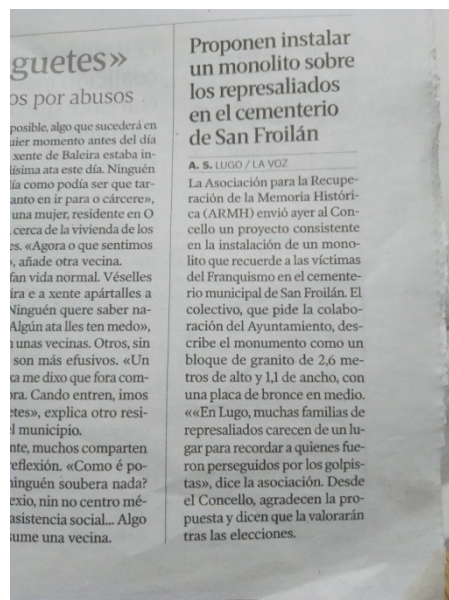 guetes»
os por abusos
posible, algo que sucederá en
uier momento antes del día
xente de Baleira estaba in-
lísima ata este día. Ninguén
lía como podía ser que tar-
anto en ir para o cárcere»,
una mujer, residente en O
cerca de la vivienda de los
es. «Agora o que sentimos
», añade otra vecina.
fan vida normal. Véselles
ira e a xente apártalles a
Ninguén quere saber na-
Algún ata lles ten medo»,
unas vecinas. Otros, sin
son más efusivos. «Un
xa me dixo que fora com-
ora. Cando entren, imos
etes», explica otro resi-
l municipio.
nte, muchos comparten
reflexión. «Como é po-
ninguén soubera nada?
exio, nin no centro mé-
asistencia social... Algo
sume una vecina.
Proponen instalar
un monolito sobre
los represaliados
en el cementerio
de San Froilán
A. S. LUGO / LA VOZ
La Asociación para la Recupe-
ración de la Memoria Históri-
ca (ARMH) envió ayer al Con-
cello un proyecto consistente
en la instalación de un mono-
lito que recuerde a las víctimas
del Franquismo en el cemente-
rio municipal de San Froilán. El
colectivo, que pide la colabo-
ración del Ayuntamiento, des-
cribe el monumento como un
bloque de granito de 2,6 me-
tros de alto y 1,1 de ancho, con
una placa de bronce en medio.
««En Lugo, muchas familias de
represaliados carecen de un lu-
gar para recordar a quienes fue-
ron perseguidos por los golpis-
tas», dice la asociación. Desde
el Concello, agradecen la pro-
puesta y dicen que la valorarán
tras las elecciones.